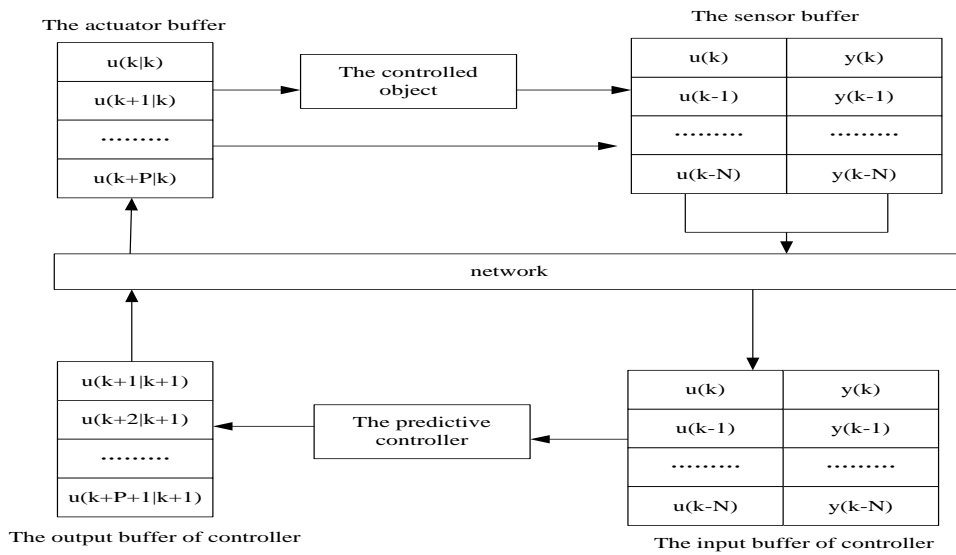 The actuator buffer
u(k|k)
u(k+1|k)
.........
u(k+P|k)
The controlled
object
The sensor buffer
u(k) y(k)
u(k-1) y(k-1)
......... .........
u(k-N) y(k-N)
network
u(k+1|k+1)
u(k+2|k+1)
.........
u(k+P+1|k+1)
The output buffer of controller
The predictive
controller
u(k) y(k)
u(k-1) y(k-1)
......... .........
u(k-N) y(k-N)
The input buffer of controller